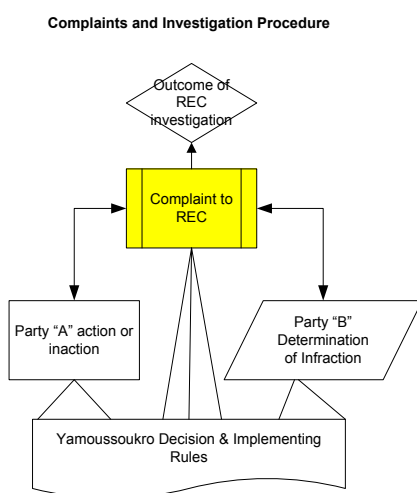 Complaints and Investigation Procedure
Outcome of
REC
investigation
Complaint to
REC
Party “A” action or
inaction
Party “B”
Determination
of Infraction
Yamoussoukro Decision & Implementing
Rules